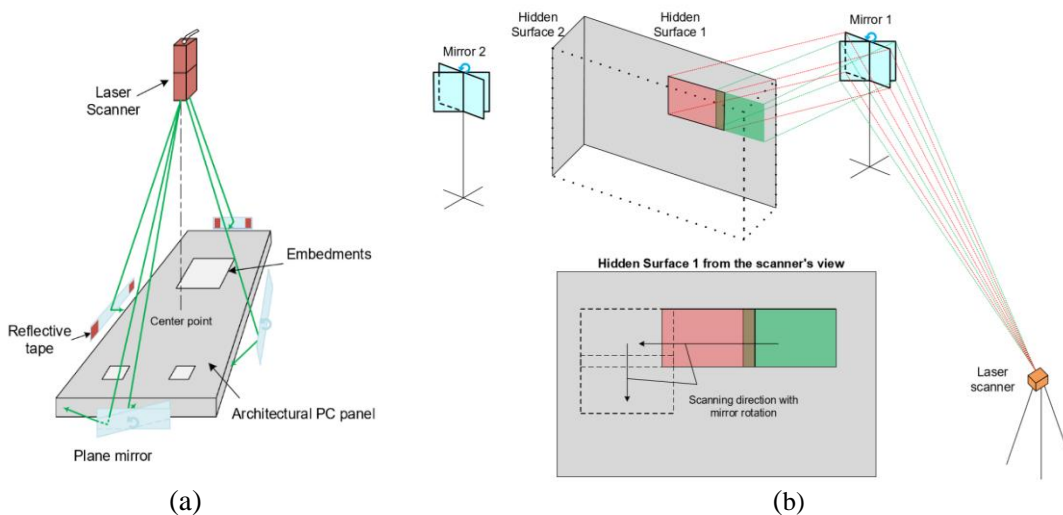 Laser
Scanner
Embedments
Center point
Reflective
tape
Architectural PC panel
Plane mirror
(a)
Hidden
Surface 2
Hidden
Surface 1
Mirror 1
Mirror 2
Hidden Surface 1 from the scanner's view
Scanning direction with
mirror rotation
Laser
scanner
(b)